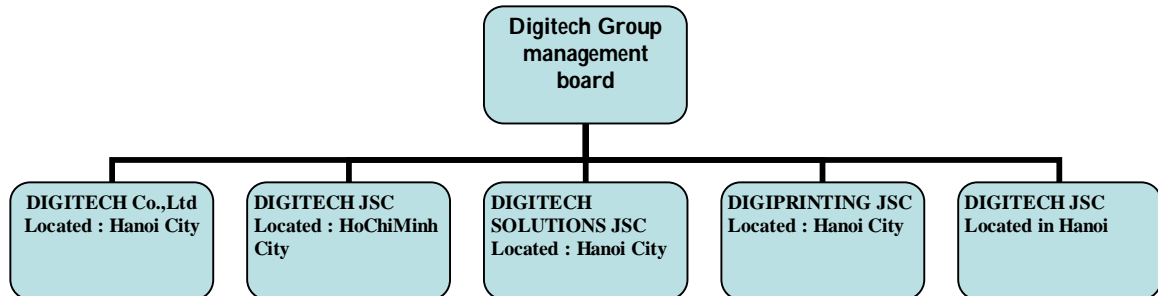 Digitech Group
management
board
DIGITECH Co.,Ltd
Located : Hanoi City
DIGITECH JSC
Located : HoChiMinh
City
DIGITECH
SOLUTIONS JSC
Located : Hanoi City
DIGIPRINTING JSC
Located : Hanoi City
DIGITECH JSC
Located in Hanoi